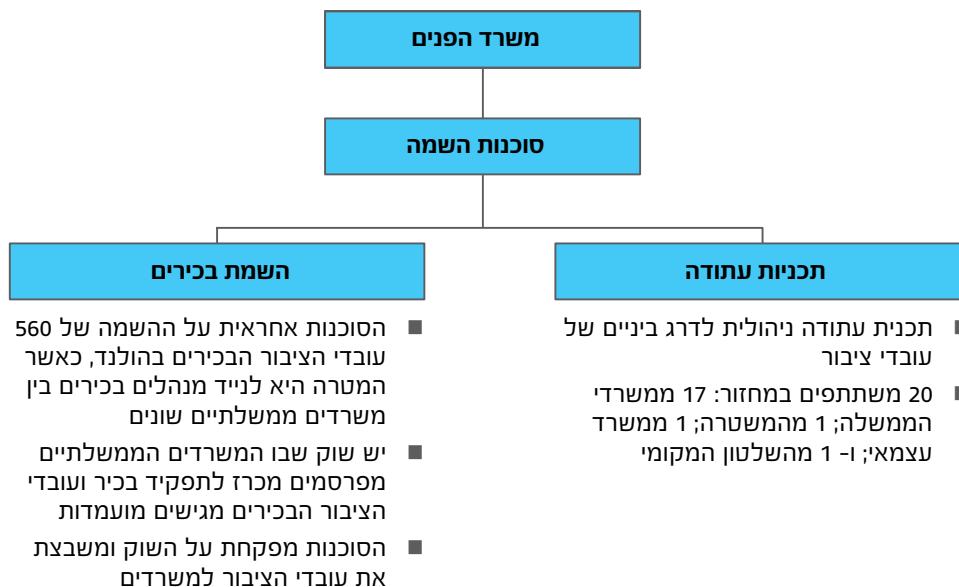 משרד הפנים
סוכנות השמה
תכניות עתודה
■ תכנית עתודה ניהולית לדרג ביניים של
עובדי ציבור
■ 20 משתתפים במחזור: 17 ממשרדי
הממשלה; 1 מהמשטרה; 1 ממשרד
עצמאי; ו- 1 מהשלטון המקומי
השמת בכירים
■ הסוכנות אחראית על ההשמה של 560
עובדי הציבור הבכירים בהולנד, כאשר
המטרה היא לנייד מנהלים בכירים בין
משרדים ממשלתיים שונים
■ יש שוק שבו המשרדים הממשלתיים
מפרסמים מכרז לתפקיד בכיר ועובדי
הציבור הבכירים מגישים מועמדות
■ הסוכנות מפקחת על השוק ומשבצת
את עובדי הציבור למשרדים